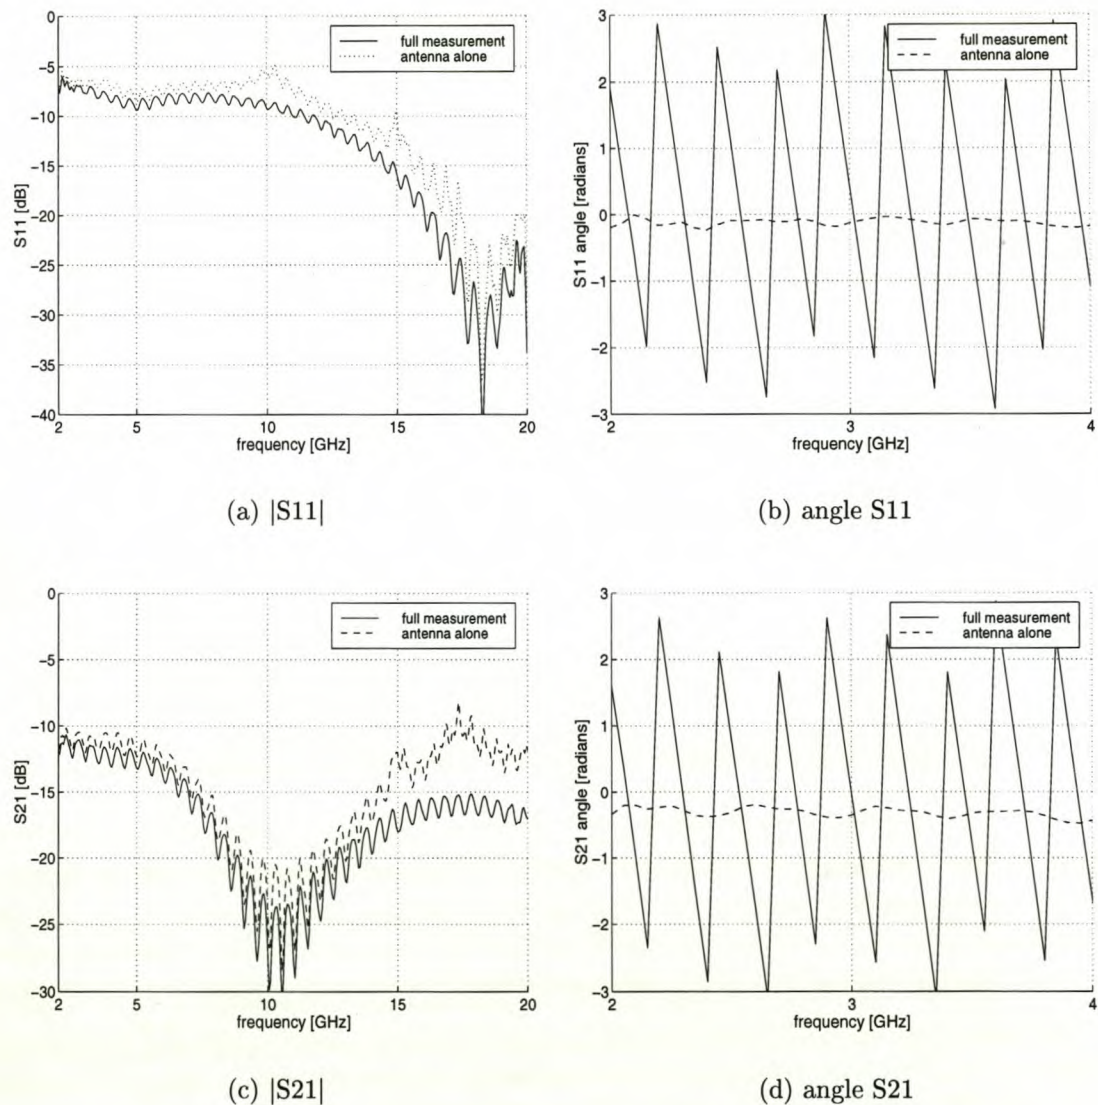 0
−5
−10
−15
−20
−25
−30
−35
−40
S11 [dB]
2
5
10
15
20
frequency [GHz]
full measurement
antenna alone
(a) |S11|
3
2
1
0
−1
−2
−3
S11 angle [radians]
2
3
4
frequency [GHz]
full measurement
antenna alone
(b) angle S11
0
−5
−10
−15
−20
−25
−30
S21 [dB]
2
5
10
15
20
frequency [GHz]
full measurement
antenna alone
(c) |S21|
3
2
1
0
−1
−2
−3
S21 angle [radians]
2
3
4
frequency [GHz]
full measurement
antenna alone
(d) angle S21